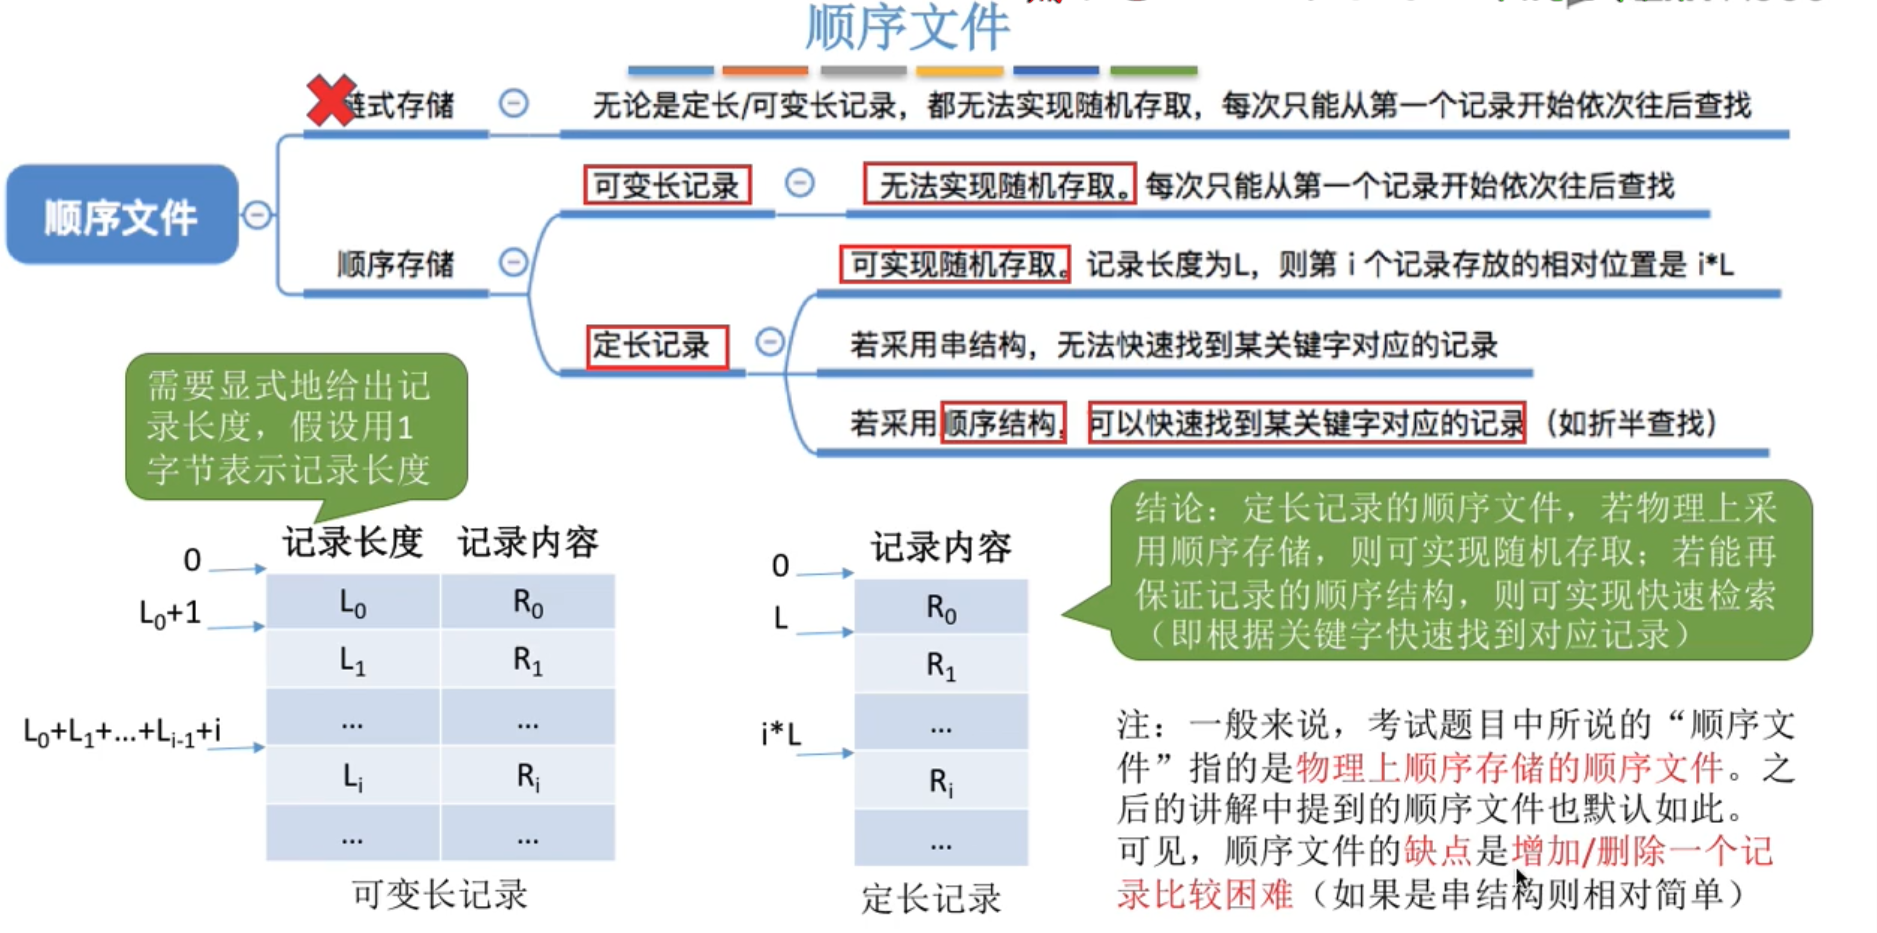 顺序文件
链式存储
无论是定长/可变长记录，都无法实现随机存取，每次只能从第一个记录开始依次往后查找
可变长记录
无法实现随机存取。每次只能从第一个记录开始依次往后查找
顺序文件
顺序存储
可实现随机存取。记录长度为L，则第 i 个记录存放的相对位置是 i*L
定长记录
若采用串结构，无法快速找到某关键字对应的记录
若采用顺序结构，可以快速找到某关键字对应的记录（如折半查找）
需要显式地给出记
录长度，假设用1
字节表示记录长度
记录长度 记录内容
0
L0 R0
L0+1
L1 R1
... ...
L0+L1+...+Li-1+i
Li Ri
... ...
可变长记录
记录内容
0
R0
L
R1
...
i*L
Ri
...
定长记录
结论：定长记录的顺序文件，若物理上采
用顺序存储，则可实现随机存取；若能再
保证记录的顺序结构，则可实现快速检索
（即根据关键字快速找到对应记录）
注：一般来说，考试题目中所说的“顺序文
件”指的是物理上顺序存储的顺序文件。之
后的讲解中提到的顺序文件也默认如此。
可见，顺序文件的缺点是增加/删除一个记
录比较困难（如果是串结构则相对简单）